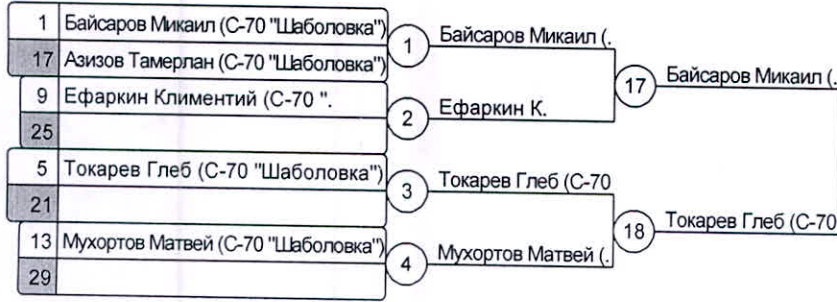 1 Байсаров Микаил (С-70 "Шаболовка")
17 Азизов Тамерлан (С-70 "Шаболовка")
1 Байсаров Микаил (.
9 Ефаркин Климентий (С-70 ".
25
2 Ефаркин К.
17 Байсаров Микаил (.
5 Токарев Глеб (С-70 "Шаболовка")
21
3 Токарев Глеб (С-70
13 Мухортов Матвей (С-70 "Шаболовка")
29
4 Мухортов Матвей (.
18 Токарев Глеб (С-70